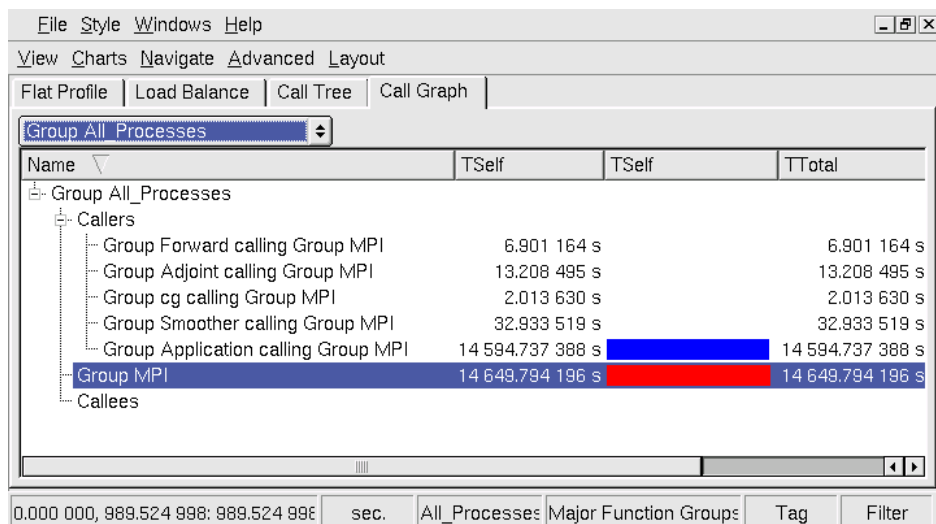 File Style Windows Help
View Charts Navigate Advanced Layout
Flat Profile Load Balance Call Tree Call Graph
Group All_Processes
Name TSelf TSelf TTotal
Group All_Processes
Callers
Group Forward calling Group MPI 6.901 164 s 6.901 164 s
Group Adjoint calling Group MPI 13.208 495 s 13.208 495 s
Group cg calling Group MPI 2.013 630 s 2.013 630 s
Group Smoother calling Group MPI 32.933 519 s 32.933 519 s
Group Application calling Group MPI 14 594.737 388 s 14 594.737 388 s
Group MPI 14 649.794 196 s 14 649.794 196 s
Callees
0.000 000, 989.524 998: 989.524 998 sec. All_Processes Major Function Groups Tag Filter